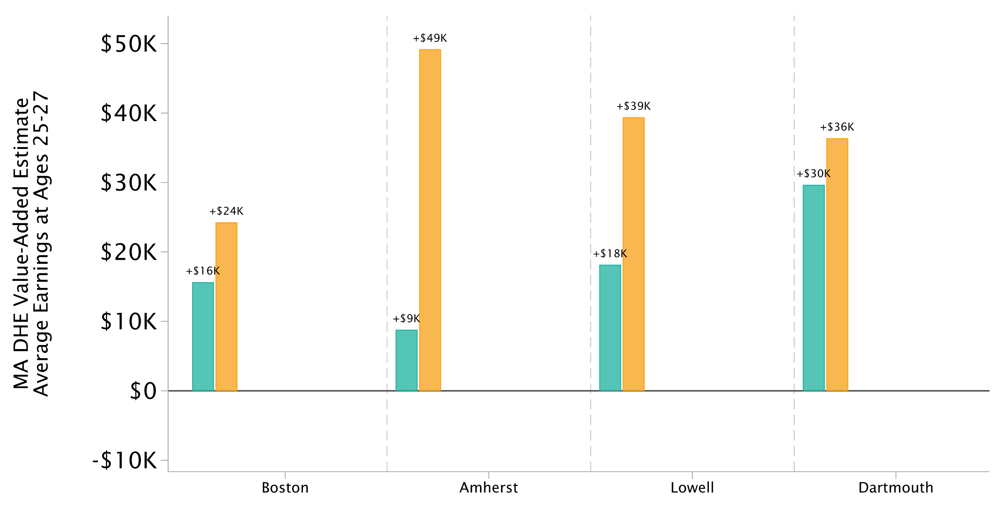 MA DHE Value-Added Estimate
Average Earnings at Ages 25-27
$50K
$40K
$30K
$20K
$10K
$0
-$10K
+$16K
+$24K
+$9K
+$49K
+$18K
+$39K
+$30K
+$36K
Boston
Amherst
Lowell
Dartmouth